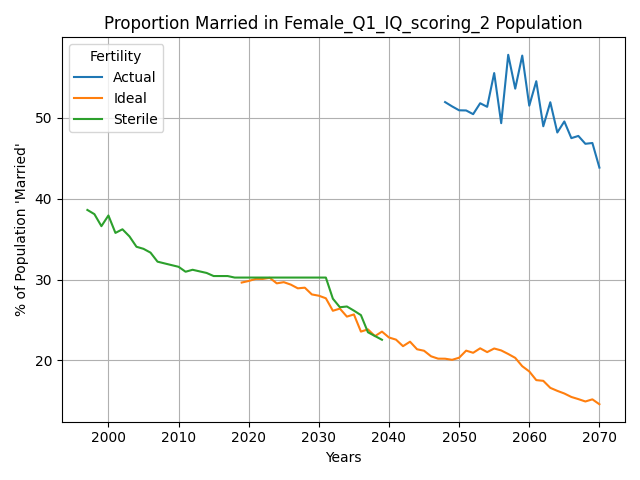 Proportion Married in Female_Q1_IQ_scoring_2 Population
Fertility
Actual
Ideal
Sterile
% of Population 'Married'
50
40
30
20
2000 2010 2020 2030 2040 2050 2060 2070
Years